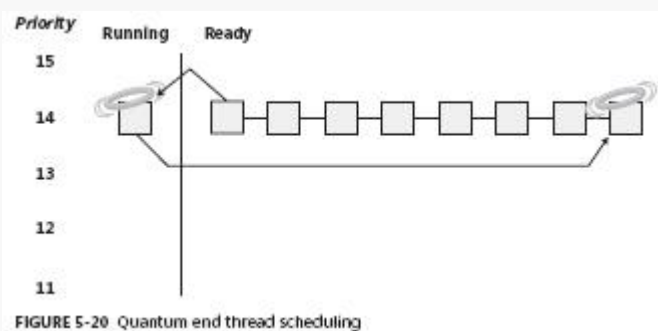 Priority
Running Ready
15
14
13
12
11
FIGURE 5-20 Quantum end thread scheduling